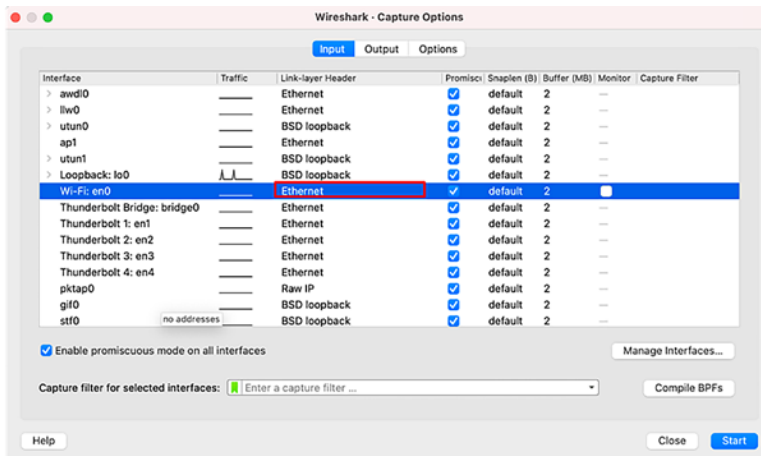 Wireshark · Capture Options
Input Output Options
Interface Traffic Link-layer Header Promisci Snaplen (B) Buffer (MB) Monitor Capture Filter
awdl0 Ethernet default 2 —
llw0 Ethernet default 2 —
utun0 BSD loopback default 2 —
ap1 Ethernet default 2 —
utun1 BSD loopback default 2 —
Loopback: lo0 BSD loopback default 2 —
Wi-Fi: en0 Ethernet default 2
Thunderbolt Bridge: bridge0 Ethernet default 2 —
Thunderbolt 1: en1 Ethernet default 2 —
Thunderbolt 2: en2 Ethernet default 2 —
Thunderbolt 3: en3 Ethernet default 2 —
Thunderbolt 4: en4 Ethernet default 2 —
pktap0 Raw IP default 2 —
gif0 BSD loopback default 2 —
stf0 no addresses BSD loopback default 2 —
Enable promiscuous mode on all interfaces Manage Interfaces...
Capture filter for selected interfaces: Enter a capture filter ... Compile BPFs
Help Close Start